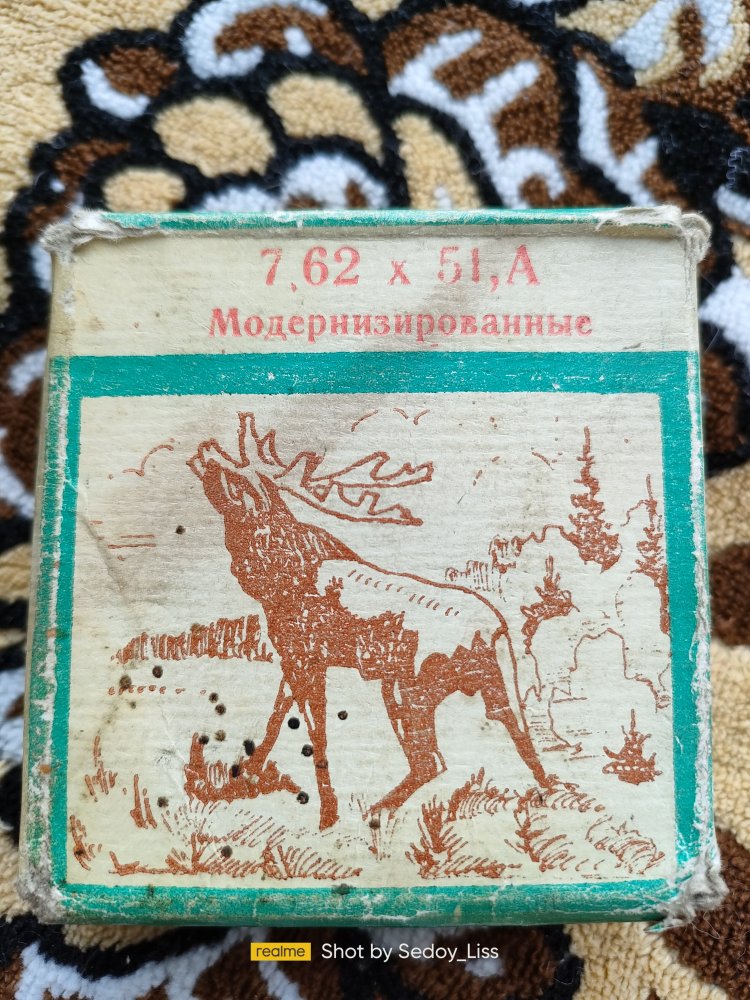 7,62 x 51,А
Модернизированные
realme Shot by Sedoy_Liss